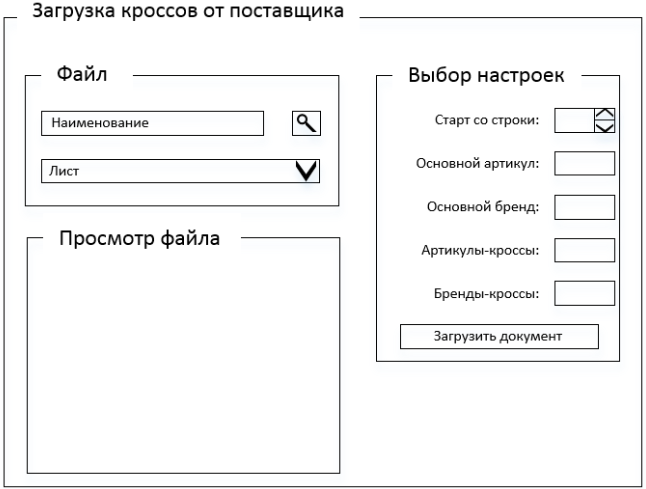 Загрузка кроссов от поставщика
Файл
Наименование
Лист
Просмотр файла
Выбор настроек
Старт со строки:
Основной артикул:
Основной бренд:
Артикулы-кроссы:
Бренды-кроссы:
Загрузить документ